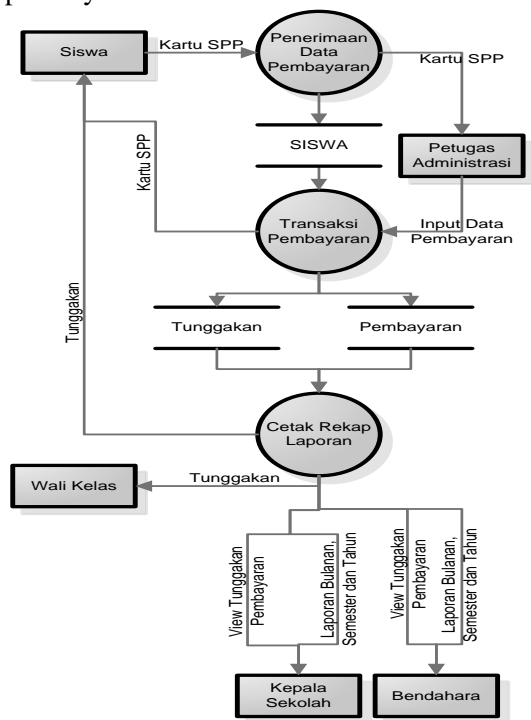 Siswa
Kartu SPP
Penerimaan
Data
Pembayaran
Kartu SPP
SISWA
Petugas
Administrasi
Kartu SPP
Transaksi
Pembayaran
Input Data
Pembayaran
Tunggakan
Tunggakan
Pembayaran
Cetak Rekap
Laporan
Wali Kelas
Tunggakan
View Tunggakan
Pembayaran
Laporan Bulanan,
Semester dan Tahun
View Tunggakan
Pembayaran
Laporan Bulanan,
Semester dan Tahun
Kepala
Sekolah
Bendahara